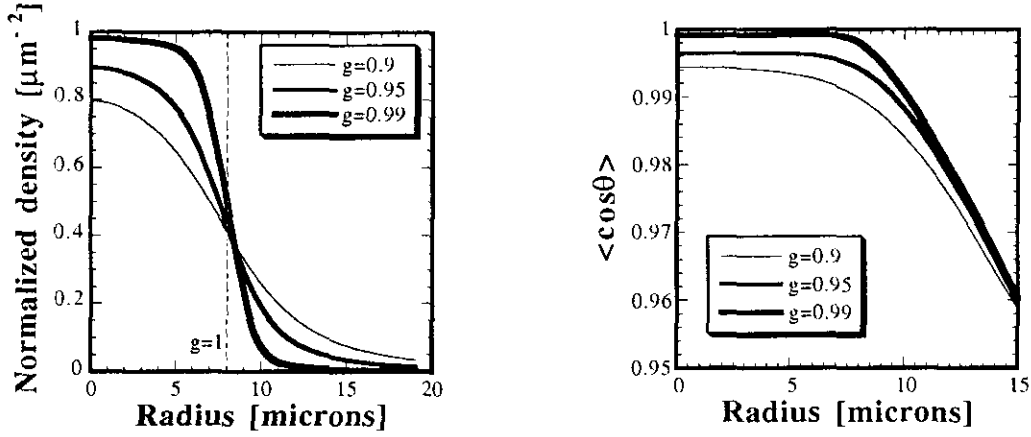 Normalized density [μm⁻²]
1
0.8
0.6
0.4
0.2
0
g=0.9
g=0.95
g=0.99
g=1
0
5
10
15
20
Radius [microns]
<cosθ>
1
0.99
0.98
0.97
0.96
0.95
g=0.9
g=0.95
g=0.99
0
5
10
15
Radius [microns]